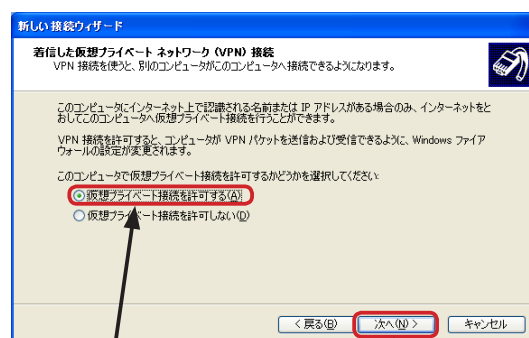 新しい接続ウィザード
着信した仮想プライベート ネットワーク (VPN) 接続
VPN 接続を使うと、別のコンピュータがこのコンピュータへ接続できるようになります。
このコンピュータにインターネット上で認識される名前または IP アドレスがある場合のみ、インターネットをと
おしてこのコンピュータへ仮想プライベート接続を行うことができます。
VPN 接続を許可すると、コンピュータが VPN パケットを送信および受信できるように、Windows ファイア
ウォールの設定が変更されます。
このコンピュータで仮想プライベート接続を許可するかどうかを選択してください:
仮想プライベート接続を許可する(A)
仮想プライベート接続を許可しない(O)
< 戻る(B)
次へ(N) >
キャンセル